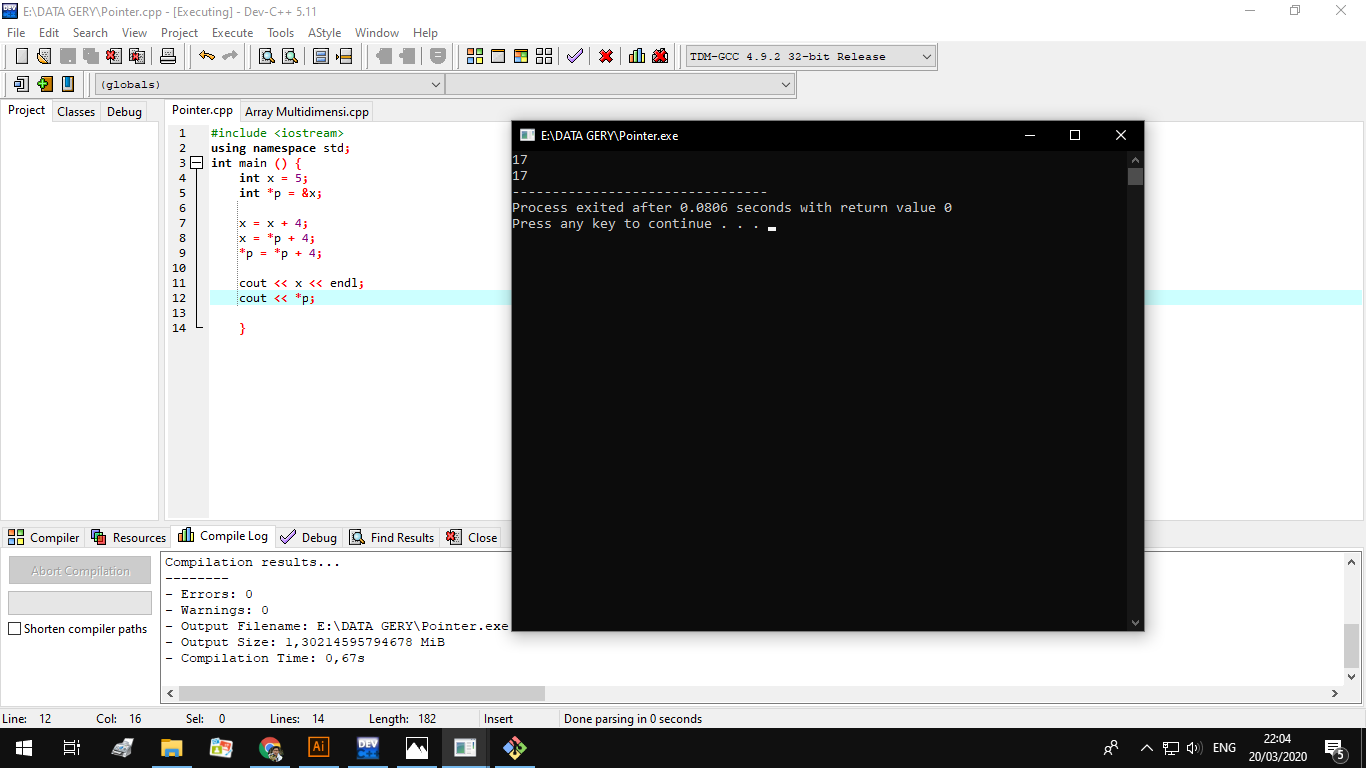 E:\DATA GERY\Pointer.cpp - [Executing] - Dev-C++ 5.11
File Edit Search View Project Execute Tools AStyle Window Help
TDM-GCC 4.9.2 32-bit Release
(globals)
Project Classes Debug
Pointer.cpp Array Multidimensi.cpp
1 #include <iostream>
2 using namespace std;
3 int main () {
4 int x = 5;
5 int *p = &x;
6
7 x = x + 4;
8 x = *p + 4;
9 *p = *p + 4;
10
11 cout << x << endl;
12 cout << *p;
13
14 }
E:\DATA GERY\Pointer.exe
17
17
--------------------------------
Process exited after 0.0806 seconds with return value 0
Press any key to continue . . .
Compiler Resources Compile Log Debug Find Results Close
Abort Compilation
Shorten compiler paths
Compilation results...
--------
- Errors: 0
- Warnings: 0
- Output Filename: E:\DATA GERY\Pointer.exe
- Output Size: 1,30214595794678 MiB
- Compilation Time: 0,67s
Line: 12 Col: 16 Sel: 0 Lines: 14 Length: 182 Insert Done parsing in 0 seconds
Ai DEV ENG 22:04
20/03/2020 5